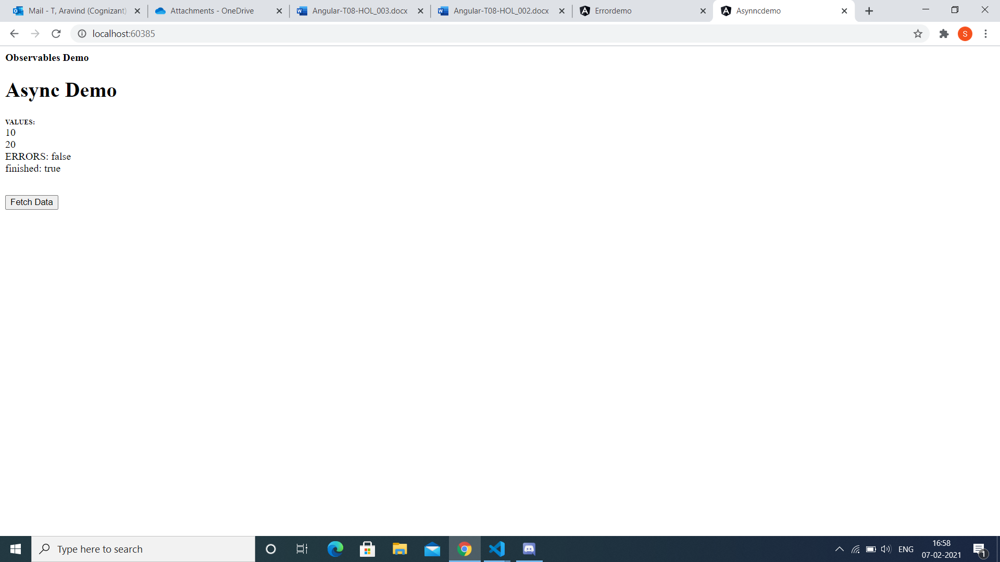 Mail - T, Aravind (Cognizant)
Attachments - OneDrive
Angular-T08-HOL_003.docx
Angular-T08-HOL_002.docx
Errordemo
Asynncdemo
localhost:60385
S
Observables Demo
Async Demo
VALUES:
10
20
ERRORS: false
finished: true
Fetch Data
Type here to search
ENG
16:58
07-02-2021
1